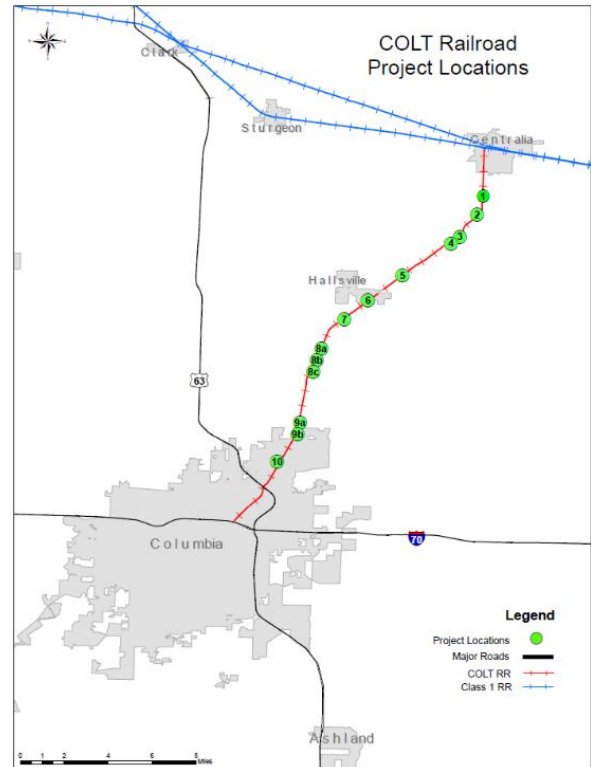 COLT Railroad
Project Locations
Clark
Sturgeon
Centralia
1
2
3
4
5
Hallsville
6
7
8a
8b
8c
63
9a
9b
10
Columbia
70
Legend
Project Locations
Major Roads
COLT RR
Class 1 RR
Ashland
0 1 2 4 6 8
Miles